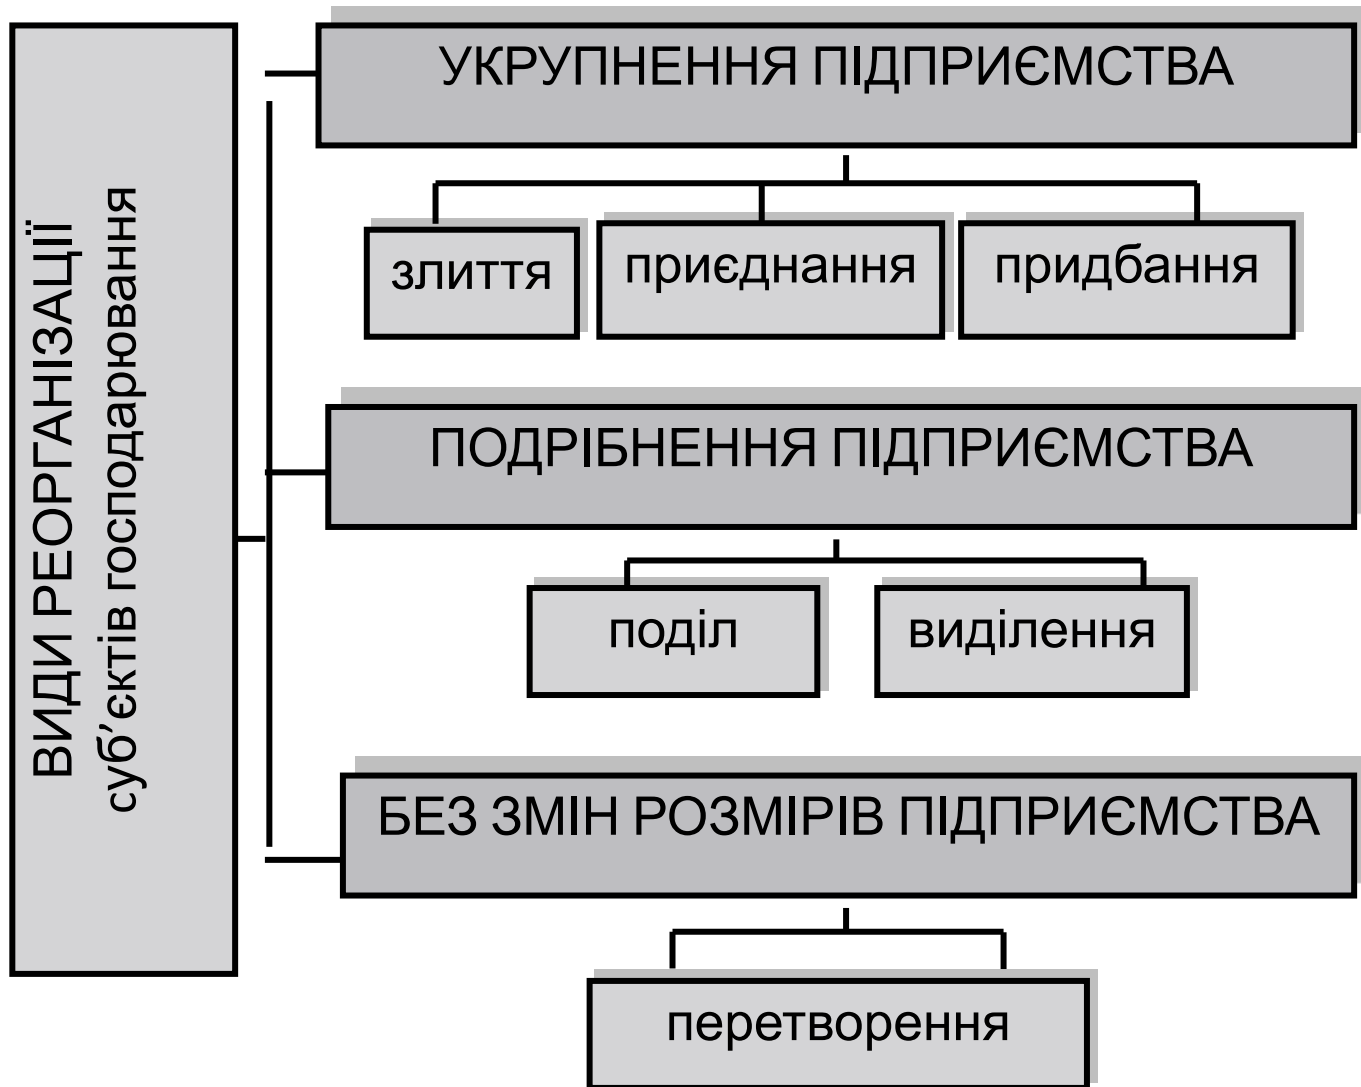 ВИДИ РЕОРГАНІЗАЦІЇ
суб’єктів господарювання
УКРУПНЕННЯ ПІДПРИЄМСТВА
злиття
приєднання
придбання
ПОДРІБНЕННЯ ПІДПРИЄМСТВА
поділ
виділення
БЕЗ ЗМІН РОЗМІРІВ ПІДПРИЄМСТВА
перетворення